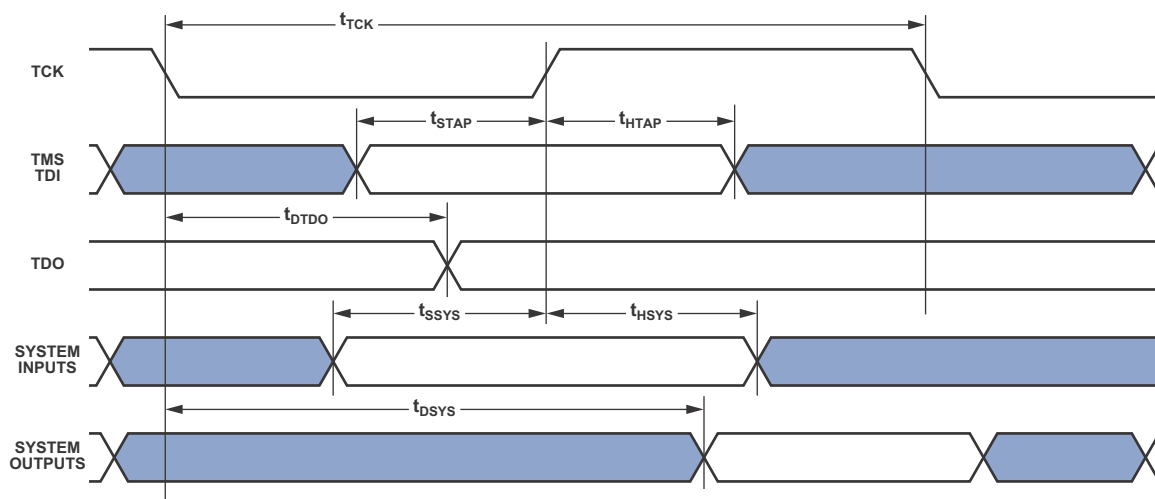 tTCK
TCK
tSTAP
tHTAP
TMS
TDI
tDTDO
TDO
tSSYS
tHSYS
SYSTEM
INPUTS
tDSYS
SYSTEM
OUTPUTS